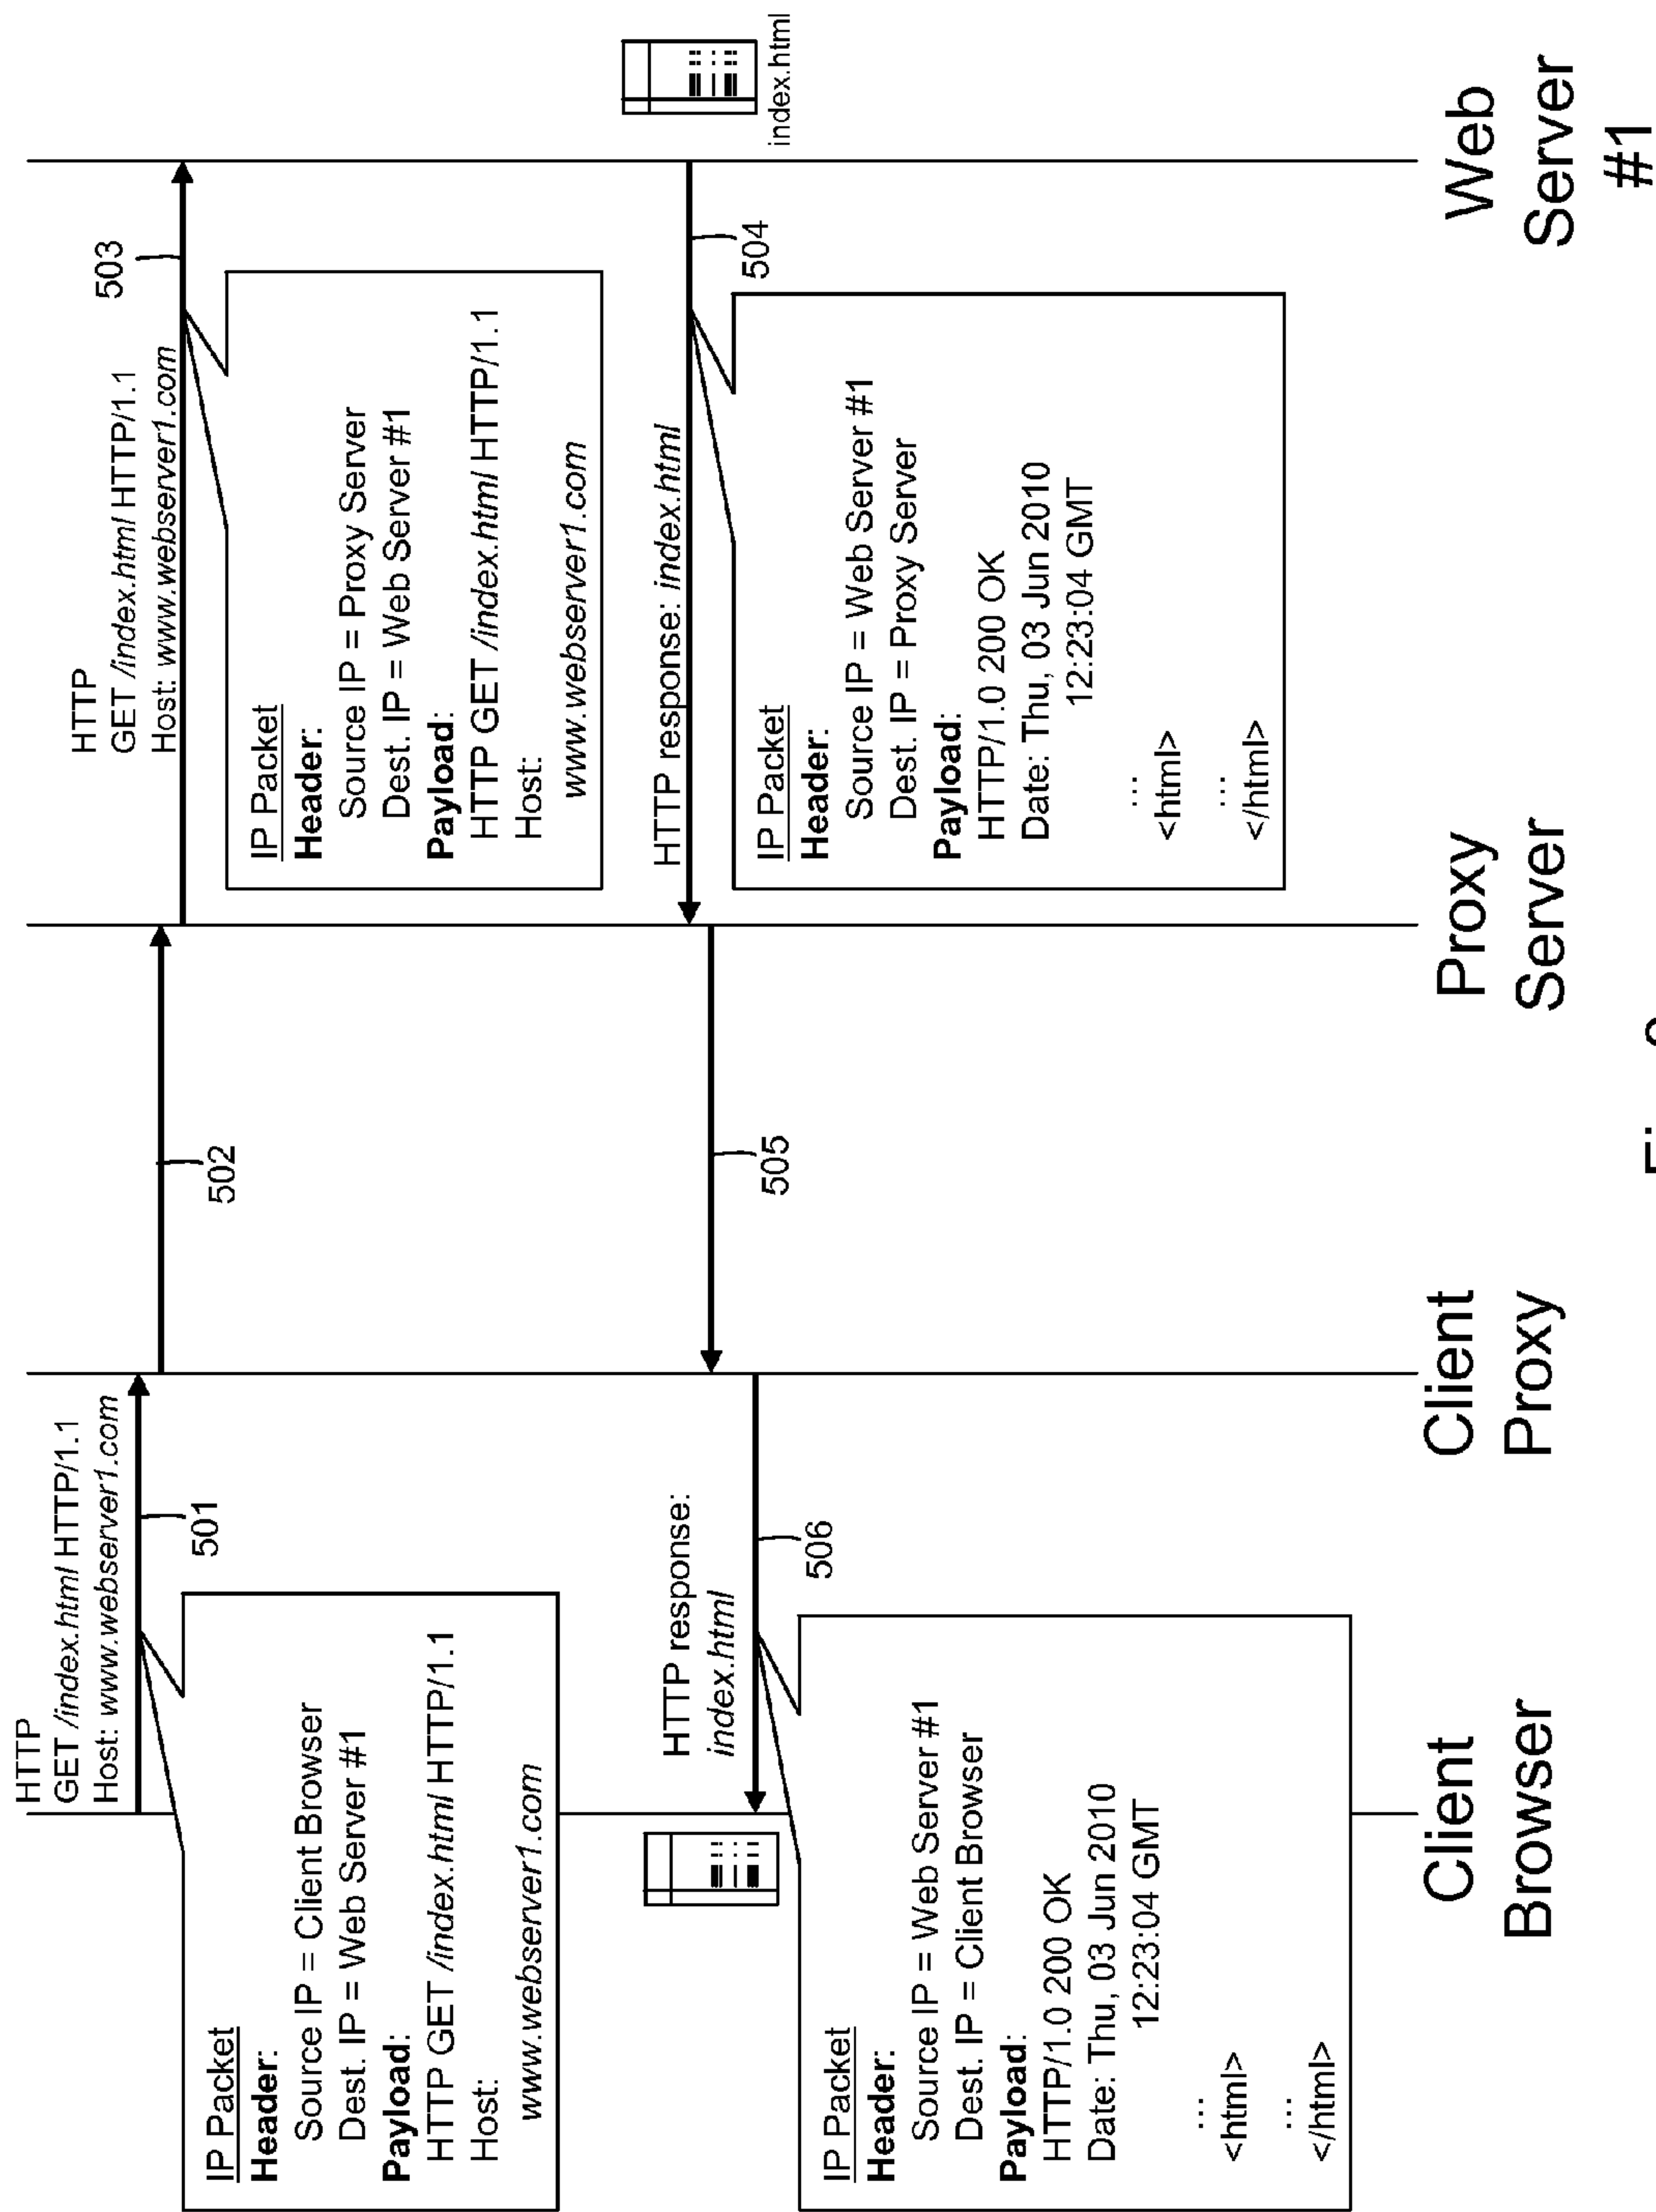 HTTP
GET /index.html HTTP/1.1
Host: www.webserver1.com
501
IP Packet
Header:
Source IP = Client Browser
Dest. IP = Web Server #1
Payload:
HTTP GET /index.html HTTP/1.1
Host:
www.webserver1.com
502
HTTP
GET /index.html HTTP/1.1
Host: www.webserver1.com
503
IP Packet
Header:
Source IP = Proxy Server
Dest. IP = Web Server #1
Payload:
HTTP GET /index.html HTTP/1.1
Host:
www.webserver1.com
index.html
HTTP response: index.html
504
IP Packet
Header:
Source IP = Web Server #1
Dest. IP = Proxy Server
Payload:
HTTP/1.0 200 OK
Date: Thu, 03 Jun 2010
12:23:04 GMT
...
<html>
...
</html>
505
HTTP response:
index.html
506
IP Packet
Header:
Source IP = Web Server #1
Dest. IP = Client Browser
Payload:
HTTP/1.0 200 OK
Date: Thu, 03 Jun 2010
12:23:04 GMT
...
<html>
...
</html>
Client
Browser
Client
Proxy
Proxy
Server
Web
Server
#1